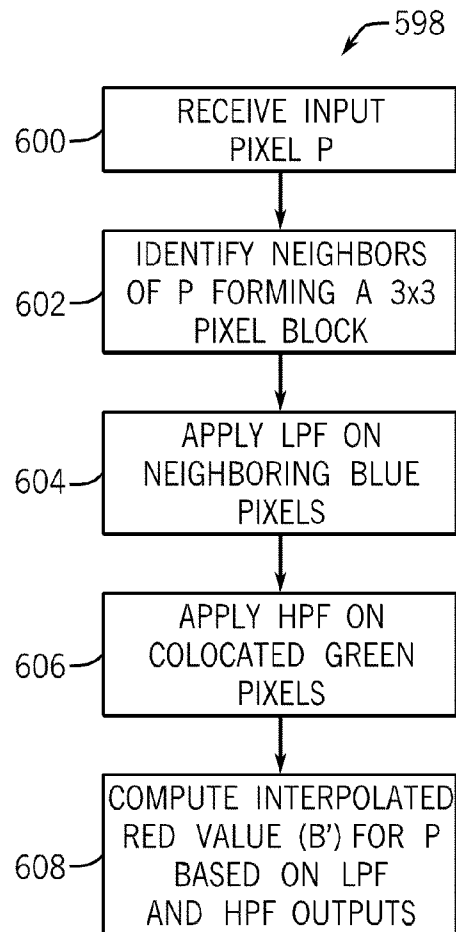 598
600
RECEIVE INPUT
PIXEL P
602
IDENTIFY NEIGHBORS
OF P FORMING A 3x3
PIXEL BLOCK
604
APPLY LPF ON
NEIGHBORING BLUE
PIXELS
606
APPLY HPF ON
COLOCATED GREEN
PIXELS
608
COMPUTE INTERPOLATED
RED VALUE (B') FOR P
BASED ON LPF
AND HPF OUTPUTS